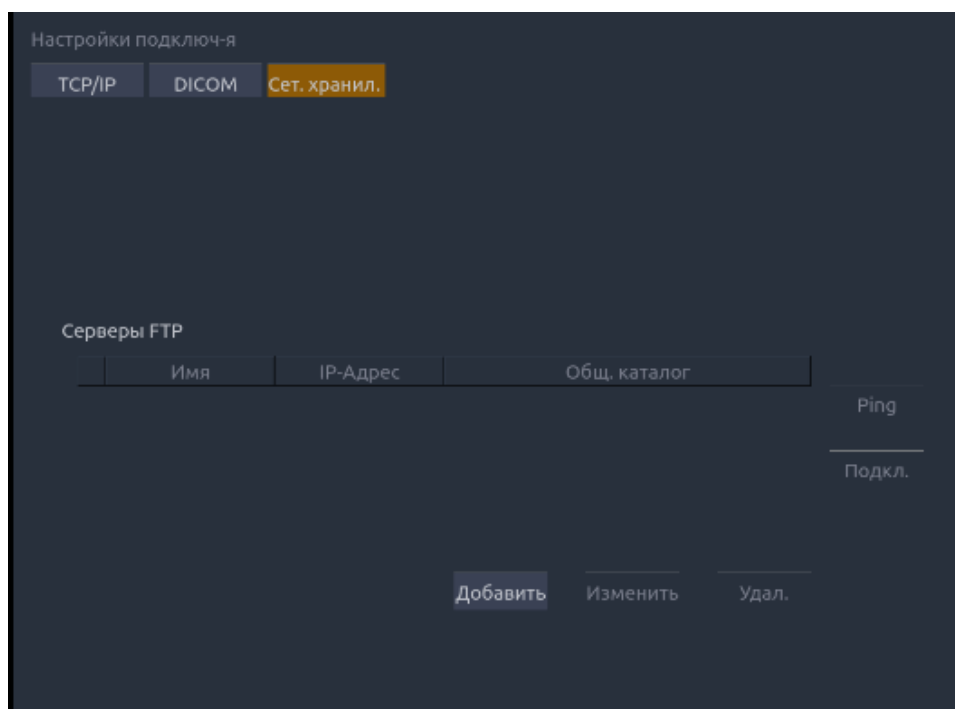 Настройки подключ-я
TCP/IP DICOM Сет. хранил.
Серверы FTP
Имя IP-Адрес Общ. каталог
Ping
Подкл.
Добавить Изменить Удал.